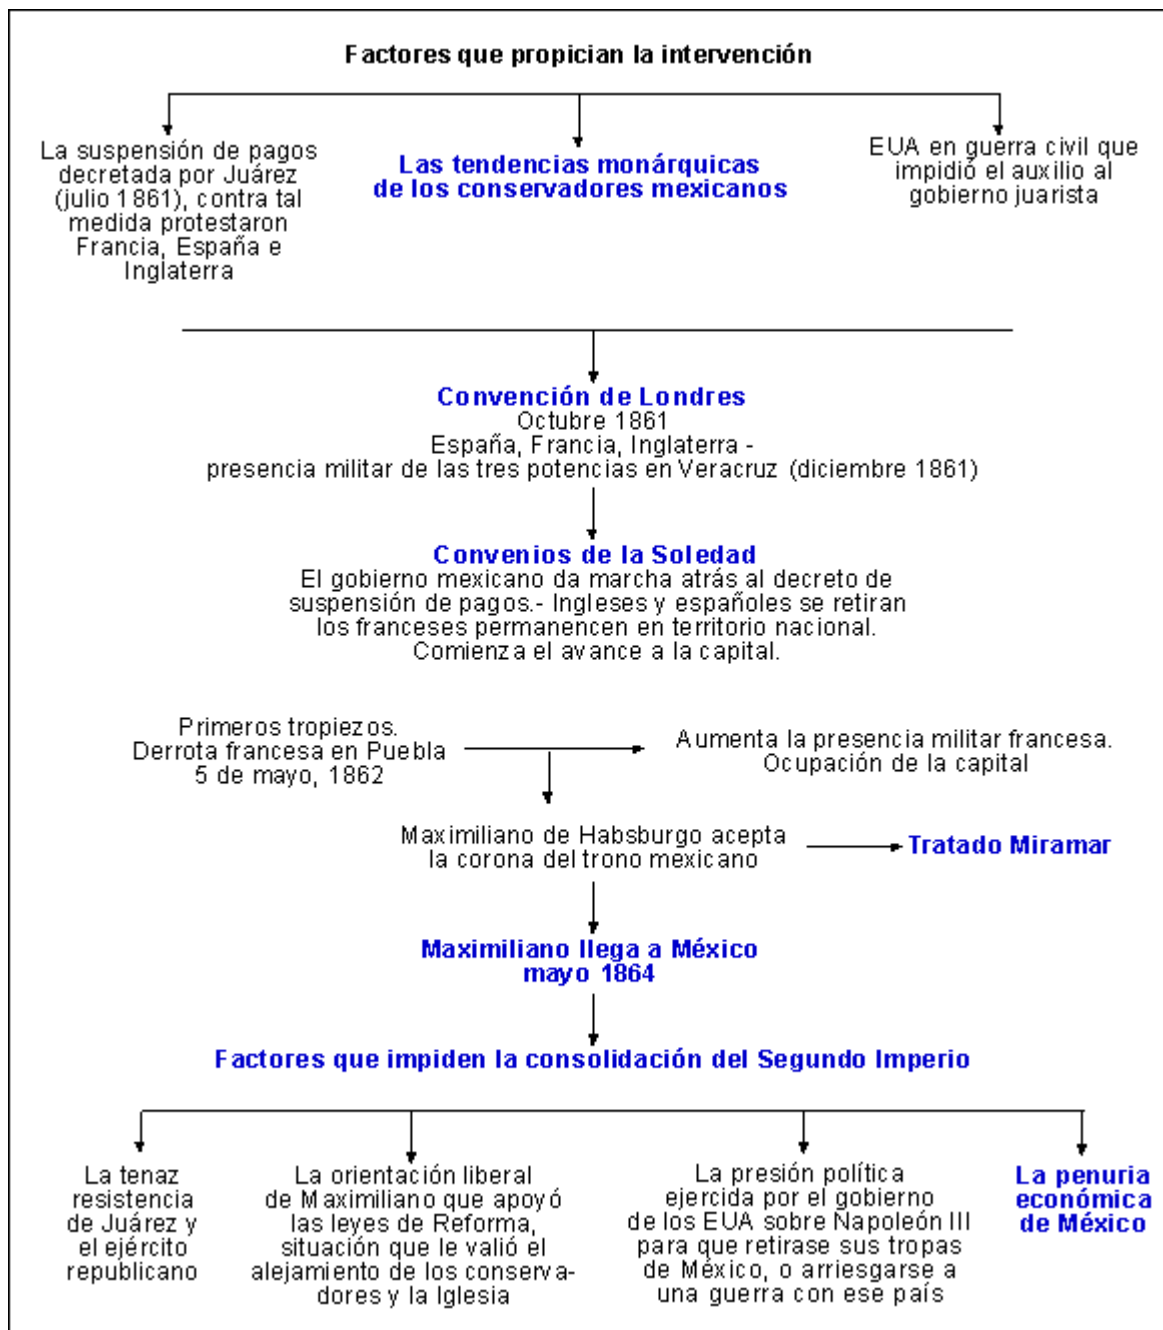 Factores que propician la intervención
La suspensión de pagos
decretada por Juárez
(julio 1861), contra tal
medida protestaron
Francia, España e
Inglaterra
Las tendencias monárquicas
de los conservadores mexicanos
EUA en guerra civil que
impidió el auxilio al
gobierno juarista
Convención de Londres
Octubre 1861
España, Francia, Inglaterra -
presencia militar de las tres potencias en Veracruz (diciembre 1861)
Convenios de la Soledad
El gobierno mexicano da marcha atrás al decreto de
suspensión de pagos.- Ingleses y españoles se retiran
los franceses permanencen en territorio nacional.
Comienza el avance a la capital.
Primeros tropiezos.
Derrota francesa en Puebla
5 de mayo, 1862
Aumenta la presencia militar francesa.
Ocupación de la capital
Maximiliano de Habsburgo acepta
la corona del trono mexicano
Tratado Miramar
Maximiliano llega a México
mayo 1864
Factores que impiden la consolidación del Segundo Imperio
La tenaz
resistencia
de Juárez y
el ejército
republicano
La orientación liberal
de Maximiliano que apoyó
las leyes de Reforma,
situación que le valió el
alejamiento de los conserva-
dores y la Iglesia
La presión política
ejercida por el gobierno
de los EUA sobre Napoleón III
para que retirase sus tropas
de México, o arriesgarse a
una guerra con ese país
La penuria
económica
de México